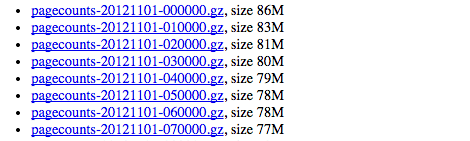 • pagecounts-20121101-000000.gz, size 86M
• pagecounts-20121101-010000.gz, size 83M
• pagecounts-20121101-020000.gz, size 81M
• pagecounts-20121101-030000.gz, size 80M
• pagecounts-20121101-040000.gz, size 79M
• pagecounts-20121101-050000.gz, size 78M
• pagecounts-20121101-060000.gz, size 78M
• pagecounts-20121101-070000.gz, size 77M